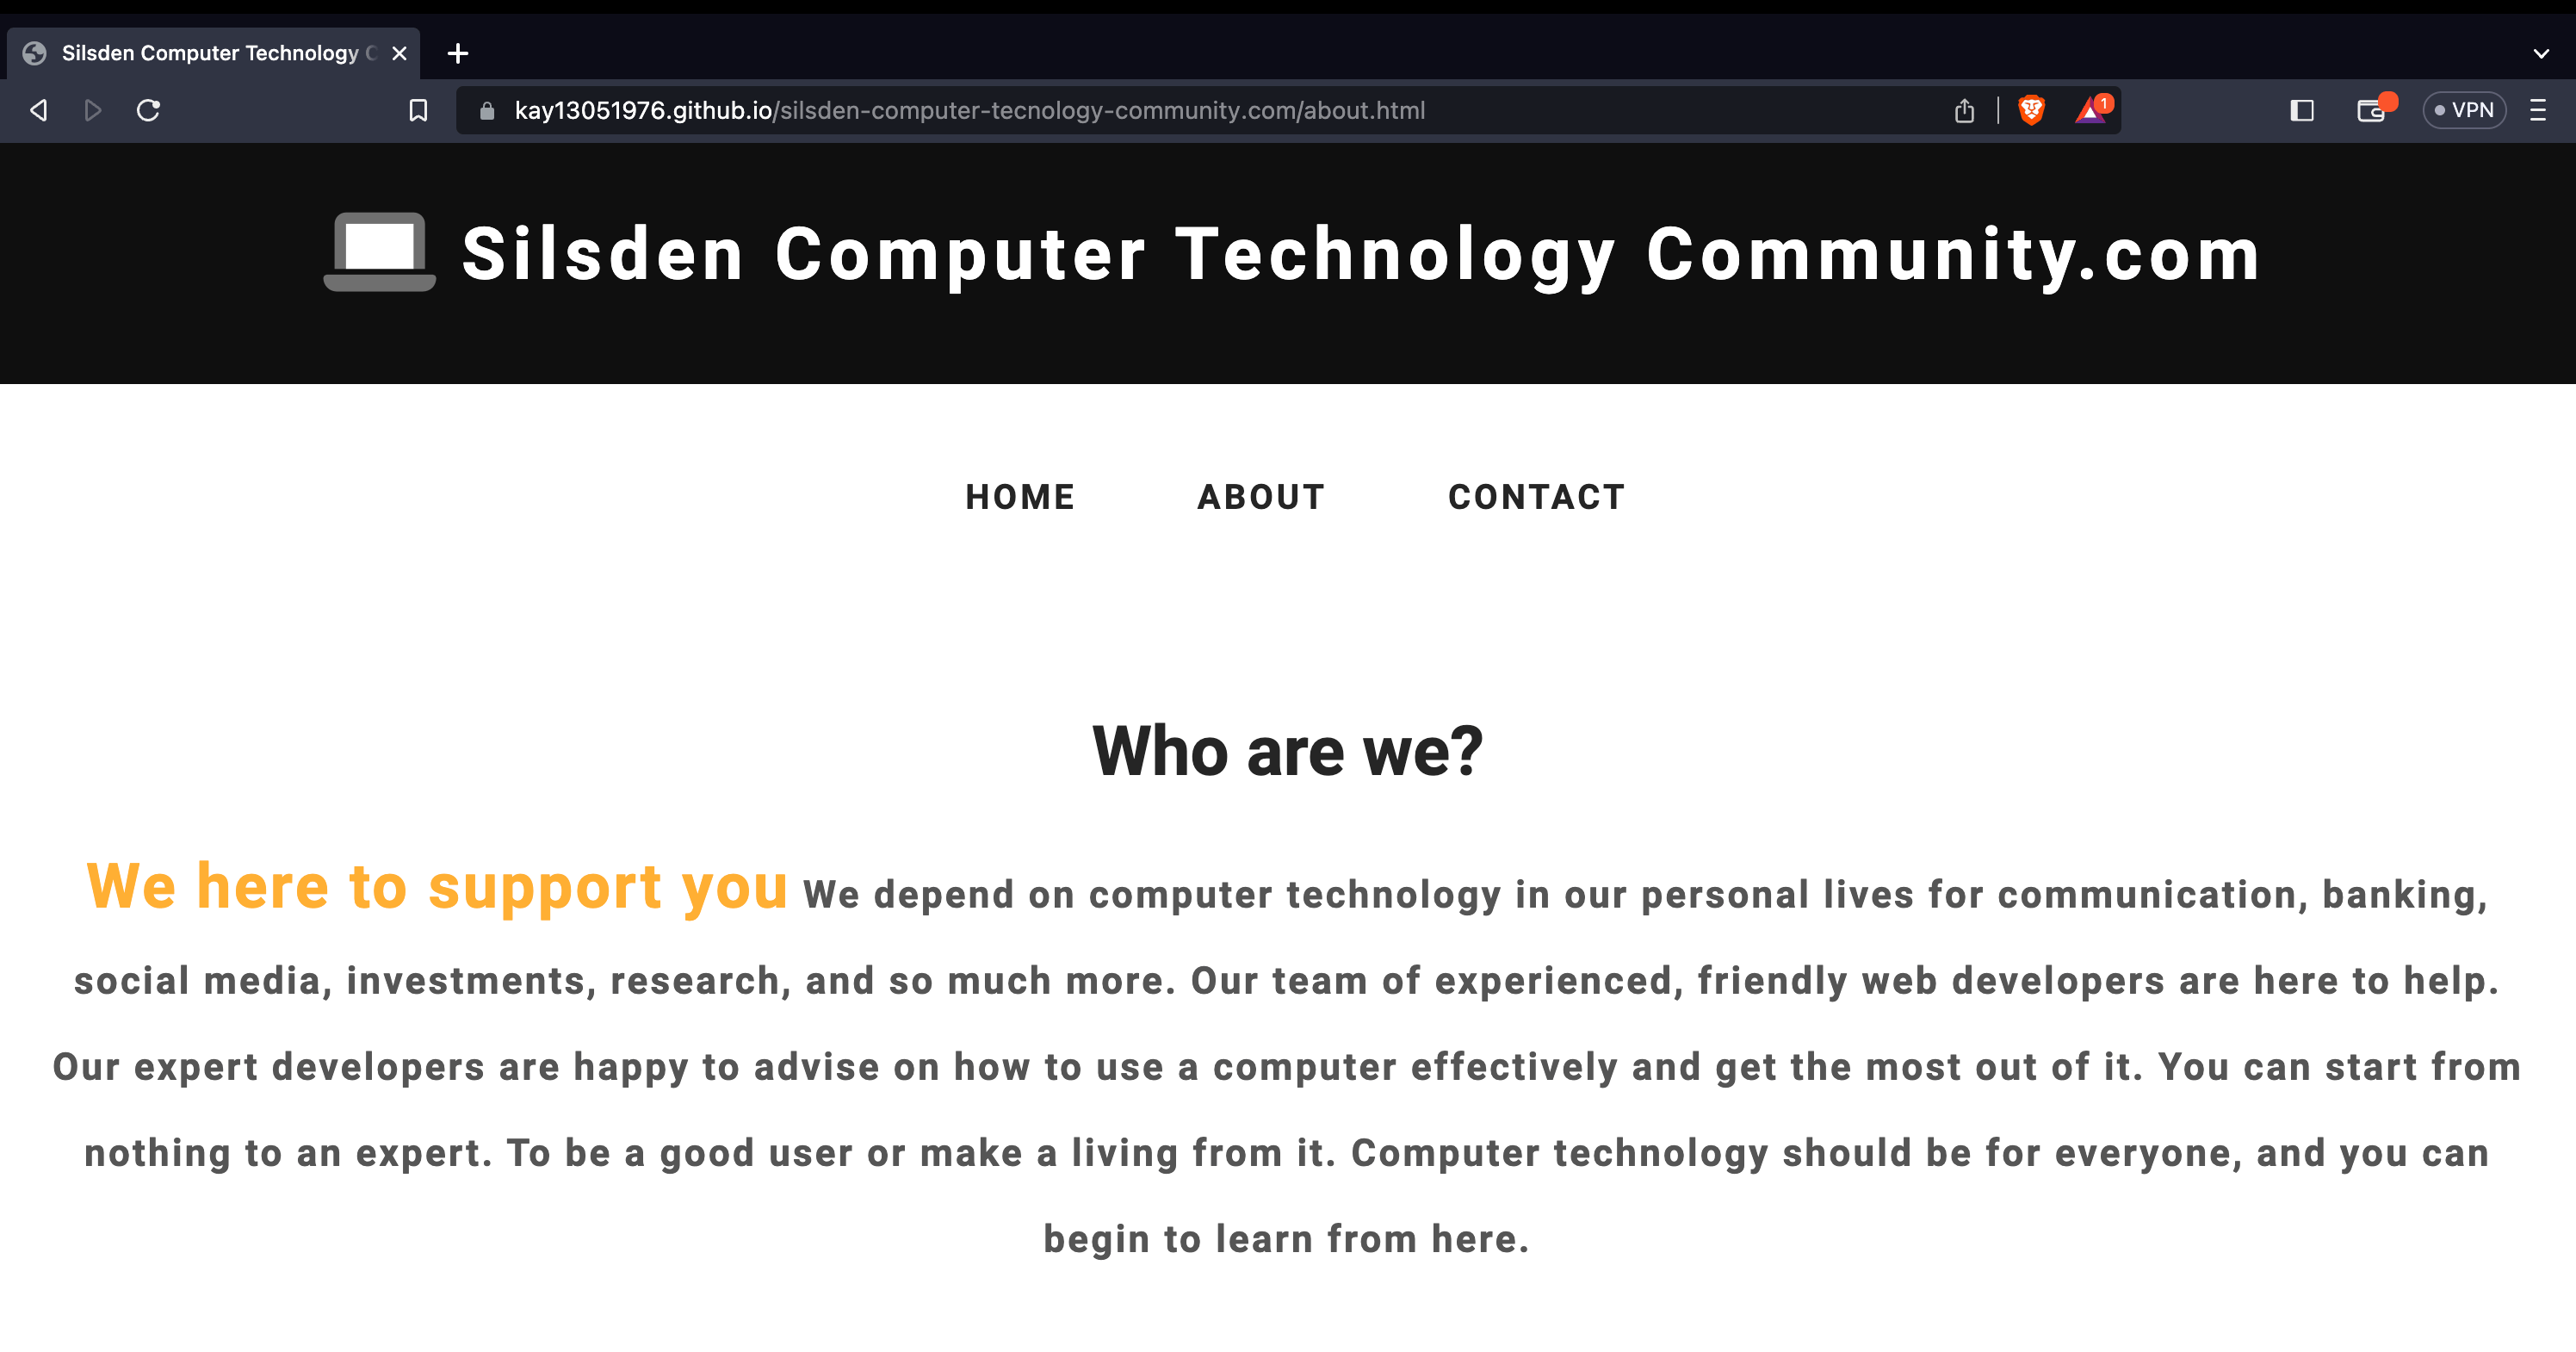 Silsden Computer Technology
kay13051976.github.io/silsden-computer-tecnology-community.com/about.html
1
VPN
Silsden Computer Technology Community.com
HOME ABOUT CONTACT
Who are we?
We here to support you We depend on computer technology in our personal lives for communication, banking,
social media, investments, research, and so much more. Our team of experienced, friendly web developers are here to help.
Our expert developers are happy to advise on how to use a computer effectively and get the most out of it. You can start from
nothing to an expert. To be a good user or make a living from it. Computer technology should be for everyone, and you can
begin to learn from here.